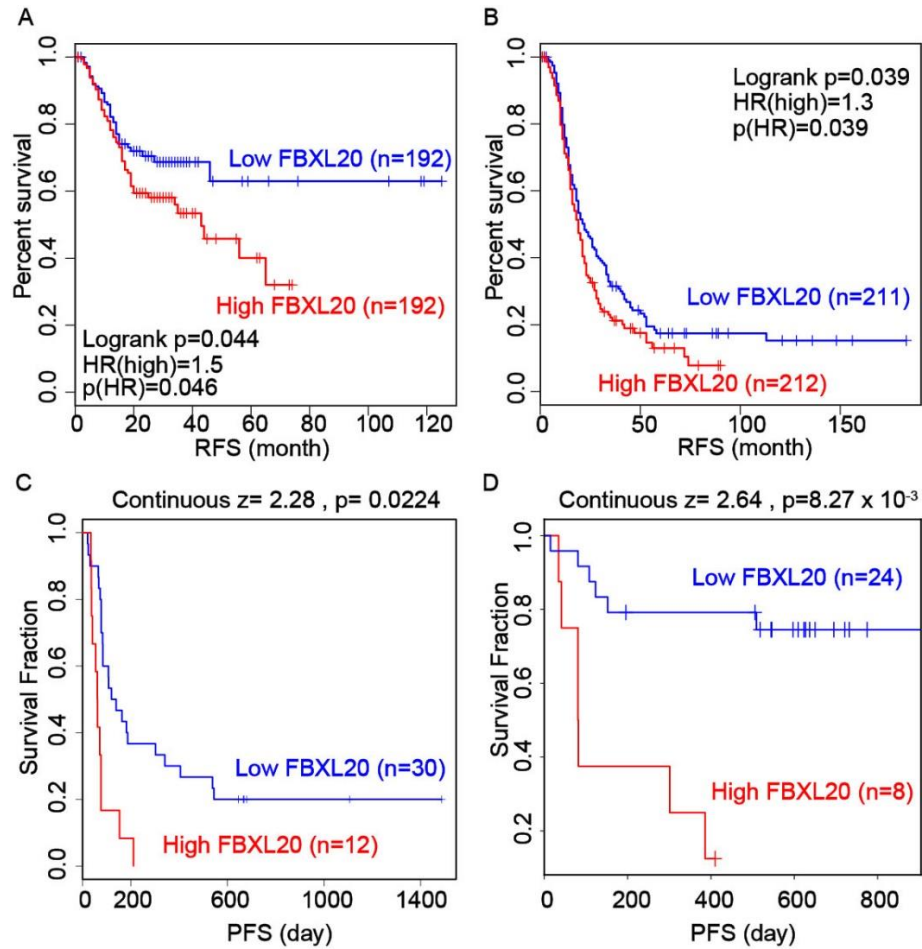 A
Percent survival
1.0
0.8
0.6
0.4
0.2
0.0
Low FBXL20 (n=192)
High FBXL20 (n=192)
Logrank p=0.044
HR(high)=1.5
p(HR)=0.046
0 20 40 60 80 100 120
RFS (month)
B
Percent survival
1.0
0.8
0.6
0.4
0.2
0.0
Logrank p=0.039
HR(high)=1.3
p(HR)=0.039
Low FBXL20 (n=211)
High FBXL20 (n=212)
0 50 100 150
RFS (month)
C
Continuous z= 2.28 , p= 0.0224
Survival Fraction
1.0
0.8
0.6
0.4
0.2
0.0
Low FBXL20 (n=30)
High FBXL20 (n=12)
0 200 600 1000 1400
PFS (day)
D
Continuous z= 2.64 , p=8.27 x 10⁻³
Survival Fraction
1.0
0.8
0.6
0.4
0.2
Low FBXL20 (n=24)
High FBXL20 (n=8)
0 200 400 600 800
PFS (day)